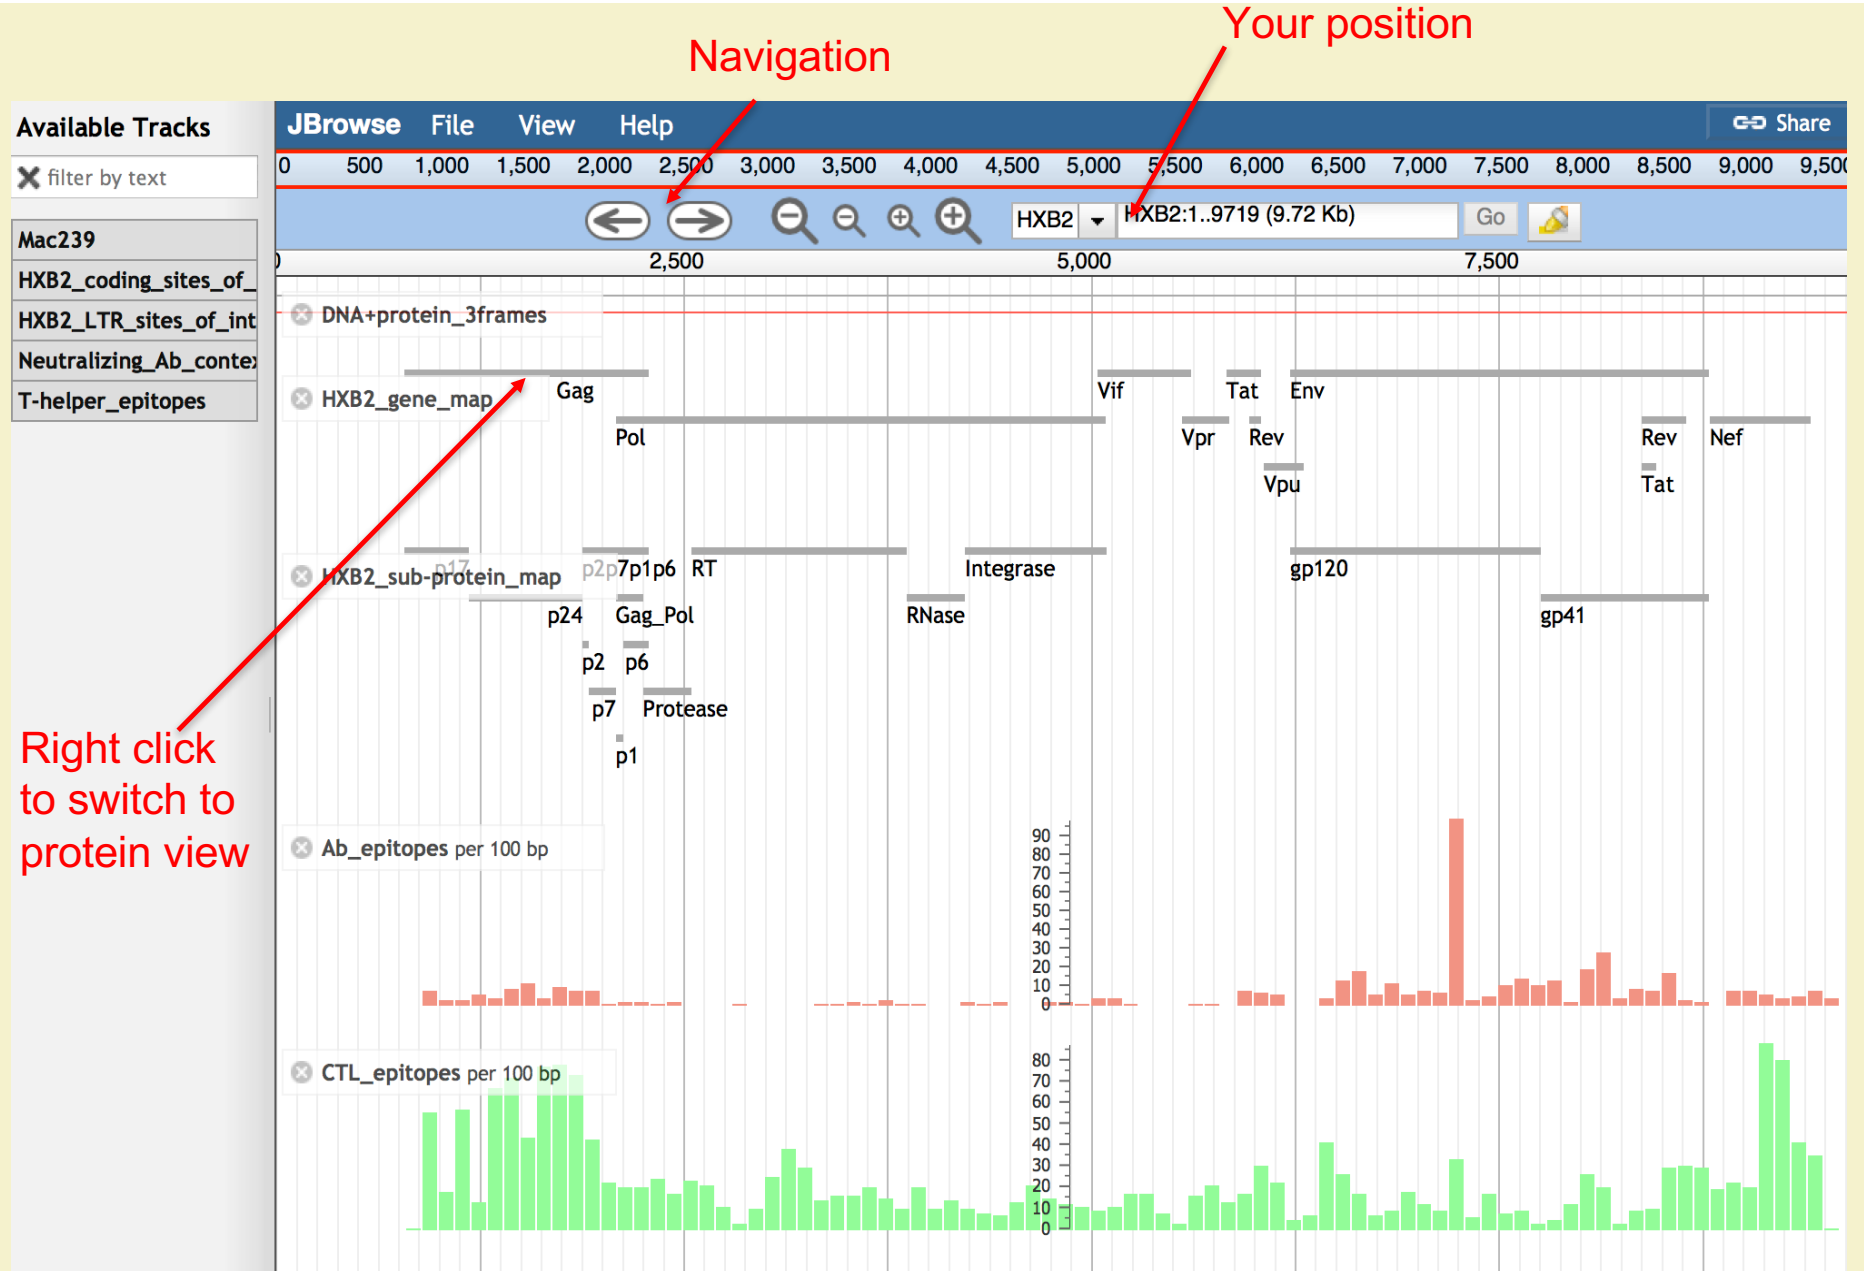 Your position
Navigation
Available Tracks
JBrowse File View Help
Share
0 500 1,000 1,500 2,000 2,500 3,000 3,500 4,000 4,500 5,000 5,500 6,000 6,500 7,000 7,500 8,000 8,500 9,000 9,500
filter by text
HXB2 HXB2:1..9719 (9.72 Kb) Go
Mac239
HXB2_coding_sites_of_
HXB2_LTR_sites_of_int
Neutralizing_Ab_conte
T-helper_epitopes
2,500 5,000 7,500
DNA+protein_3frames
HXB2_gene_map
Gag Vif Tat Env
Pol Vpr Rev Rev Nef
Vpu Tat
HXB2_sub-protein_map
p17 p2p7p1p6 RT Integrase gp120
p24 Gag_Pol RNase gp41
p2 p6
p7 Protease
p1
Right click
to switch to
protein view
Ab_epitopes per 100 bp
90
80
70
60
50
40
30
20
10
0
CTL_epitopes per 100 bp
80
70
60
50
40
30
20
10
0